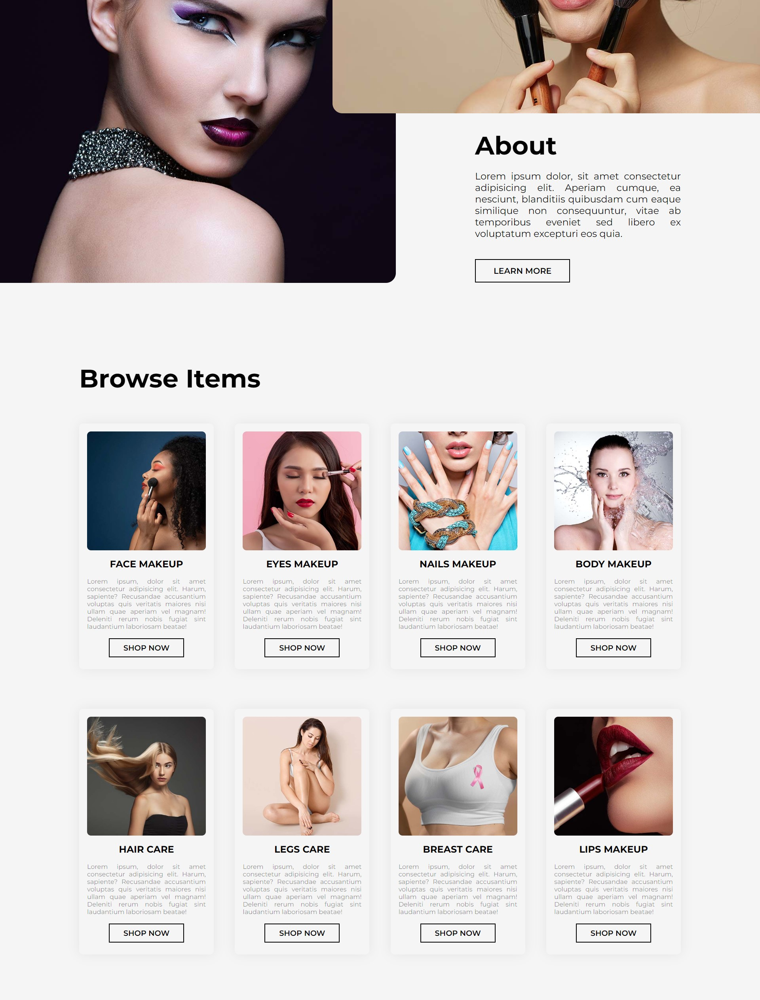 About
Lorem ipsum dolor, sit amet consectetur
adipisicing elit. Aperiam cumque, ea
nesciunt, blanditiis quibusdam cum eaque
similique non consequuntur, vitae ab
temporibus eveniet sed libero ex
voluptatum excepturi eos quia.
LEARN MORE
Browse Items
FACE MAKEUP
Lorem ipsum, dolor sit amet
consectetur adipisicing elit. Harum,
sapiente? Recusandae accusantium
voluptas quis veritatis maiores nisi
ullam quae aperiam vel magnam!
Deleniti rerum nobis fugiat sint
laudantium laboriosam beatae!
SHOP NOW
EYES MAKEUP
Lorem ipsum, dolor sit amet
consectetur adipisicing elit. Harum,
sapiente? Recusandae accusantium
voluptas quis veritatis maiores nisi
ullam quae aperiam vel magnam!
Deleniti rerum nobis fugiat sint
laudantium laboriosam beatae!
SHOP NOW
NAILS MAKEUP
Lorem ipsum, dolor sit amet
consectetur adipisicing elit. Harum,
sapiente? Recusandae accusantium
voluptas quis veritatis maiores nisi
ullam quae aperiam vel magnam!
Deleniti rerum nobis fugiat sint
laudantium laboriosam beatae!
SHOP NOW
BODY MAKEUP
Lorem ipsum, dolor sit amet
consectetur adipisicing elit. Harum,
sapiente? Recusandae accusantium
voluptas quis veritatis maiores nisi
ullam quae aperiam vel magnam!
Deleniti rerum nobis fugiat sint
laudantium laboriosam beatae!
SHOP NOW
HAIR CARE
Lorem ipsum, dolor sit amet
consectetur adipisicing elit. Harum,
sapiente? Recusandae accusantium
voluptas quis veritatis maiores nisi
ullam quae aperiam vel magnam!
Deleniti rerum nobis fugiat sint
laudantium laboriosam beatae!
SHOP NOW
LEGS CARE
Lorem ipsum, dolor sit amet
consectetur adipisicing elit. Harum,
sapiente? Recusandae accusantium
voluptas quis veritatis maiores nisi
ullam quae aperiam vel magnam!
Deleniti rerum nobis fugiat sint
laudantium laboriosam beatae!
SHOP NOW
BREAST CARE
Lorem ipsum, dolor sit amet
consectetur adipisicing elit. Harum,
sapiente? Recusandae accusantium
voluptas quis veritatis maiores nisi
ullam quae aperiam vel magnam!
Deleniti rerum nobis fugiat sint
laudantium laboriosam beatae!
SHOP NOW
LIPS MAKEUP
Lorem ipsum, dolor sit amet
consectetur adipisicing elit. Harum,
sapiente? Recusandae accusantium
voluptas quis veritatis maiores nisi
ullam quae aperiam vel magnam!
Deleniti rerum nobis fugiat sint
laudantium laboriosam beatae!
SHOP NOW